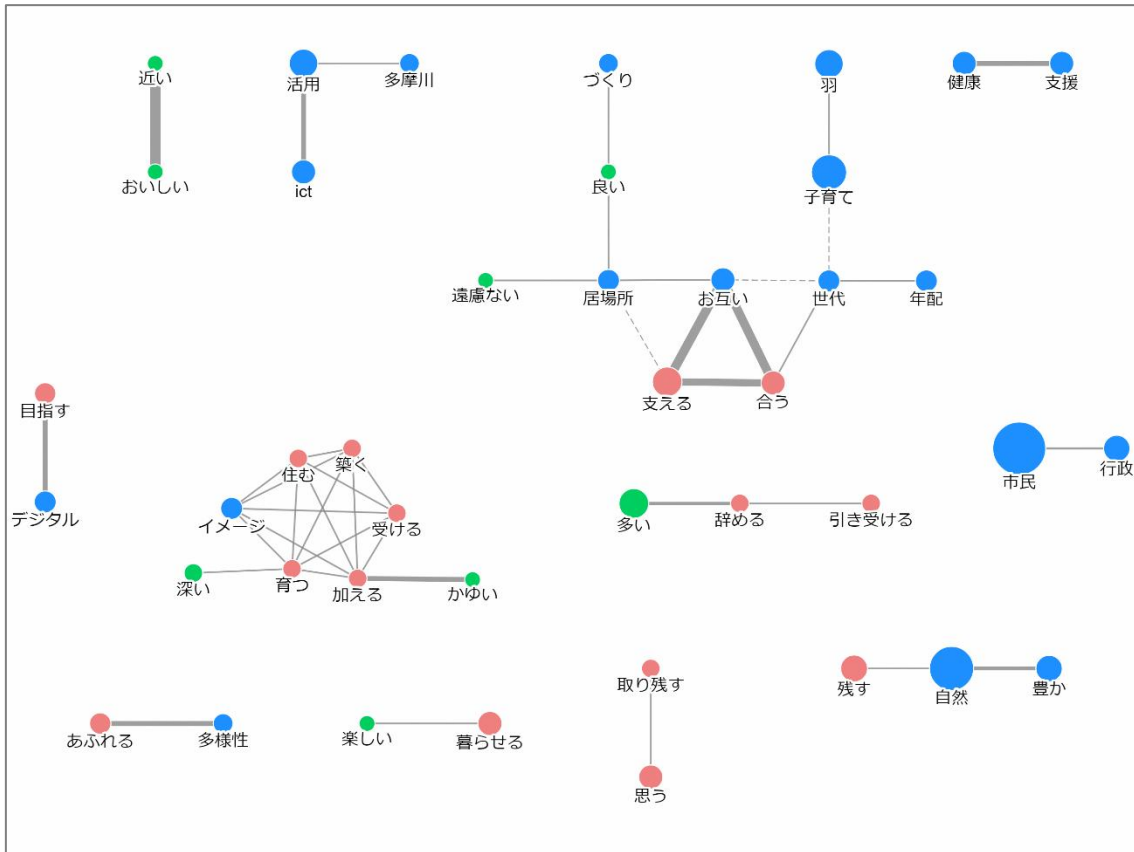 近い
活用
多摩川
づくり
羽
健康
支援
おいしい
ict
良い
子育て
遠慮ない
居場所
お互い
世代
年配
支える
合う
目指す
デジタル
住む
築く
イメージ
受ける
深い
育つ
加える
かゆい
多い
辞める
引き受ける
市民
行政
取り残す
思う
残す
自然
豊か
あふれる
多様性
楽しい
暮らせる